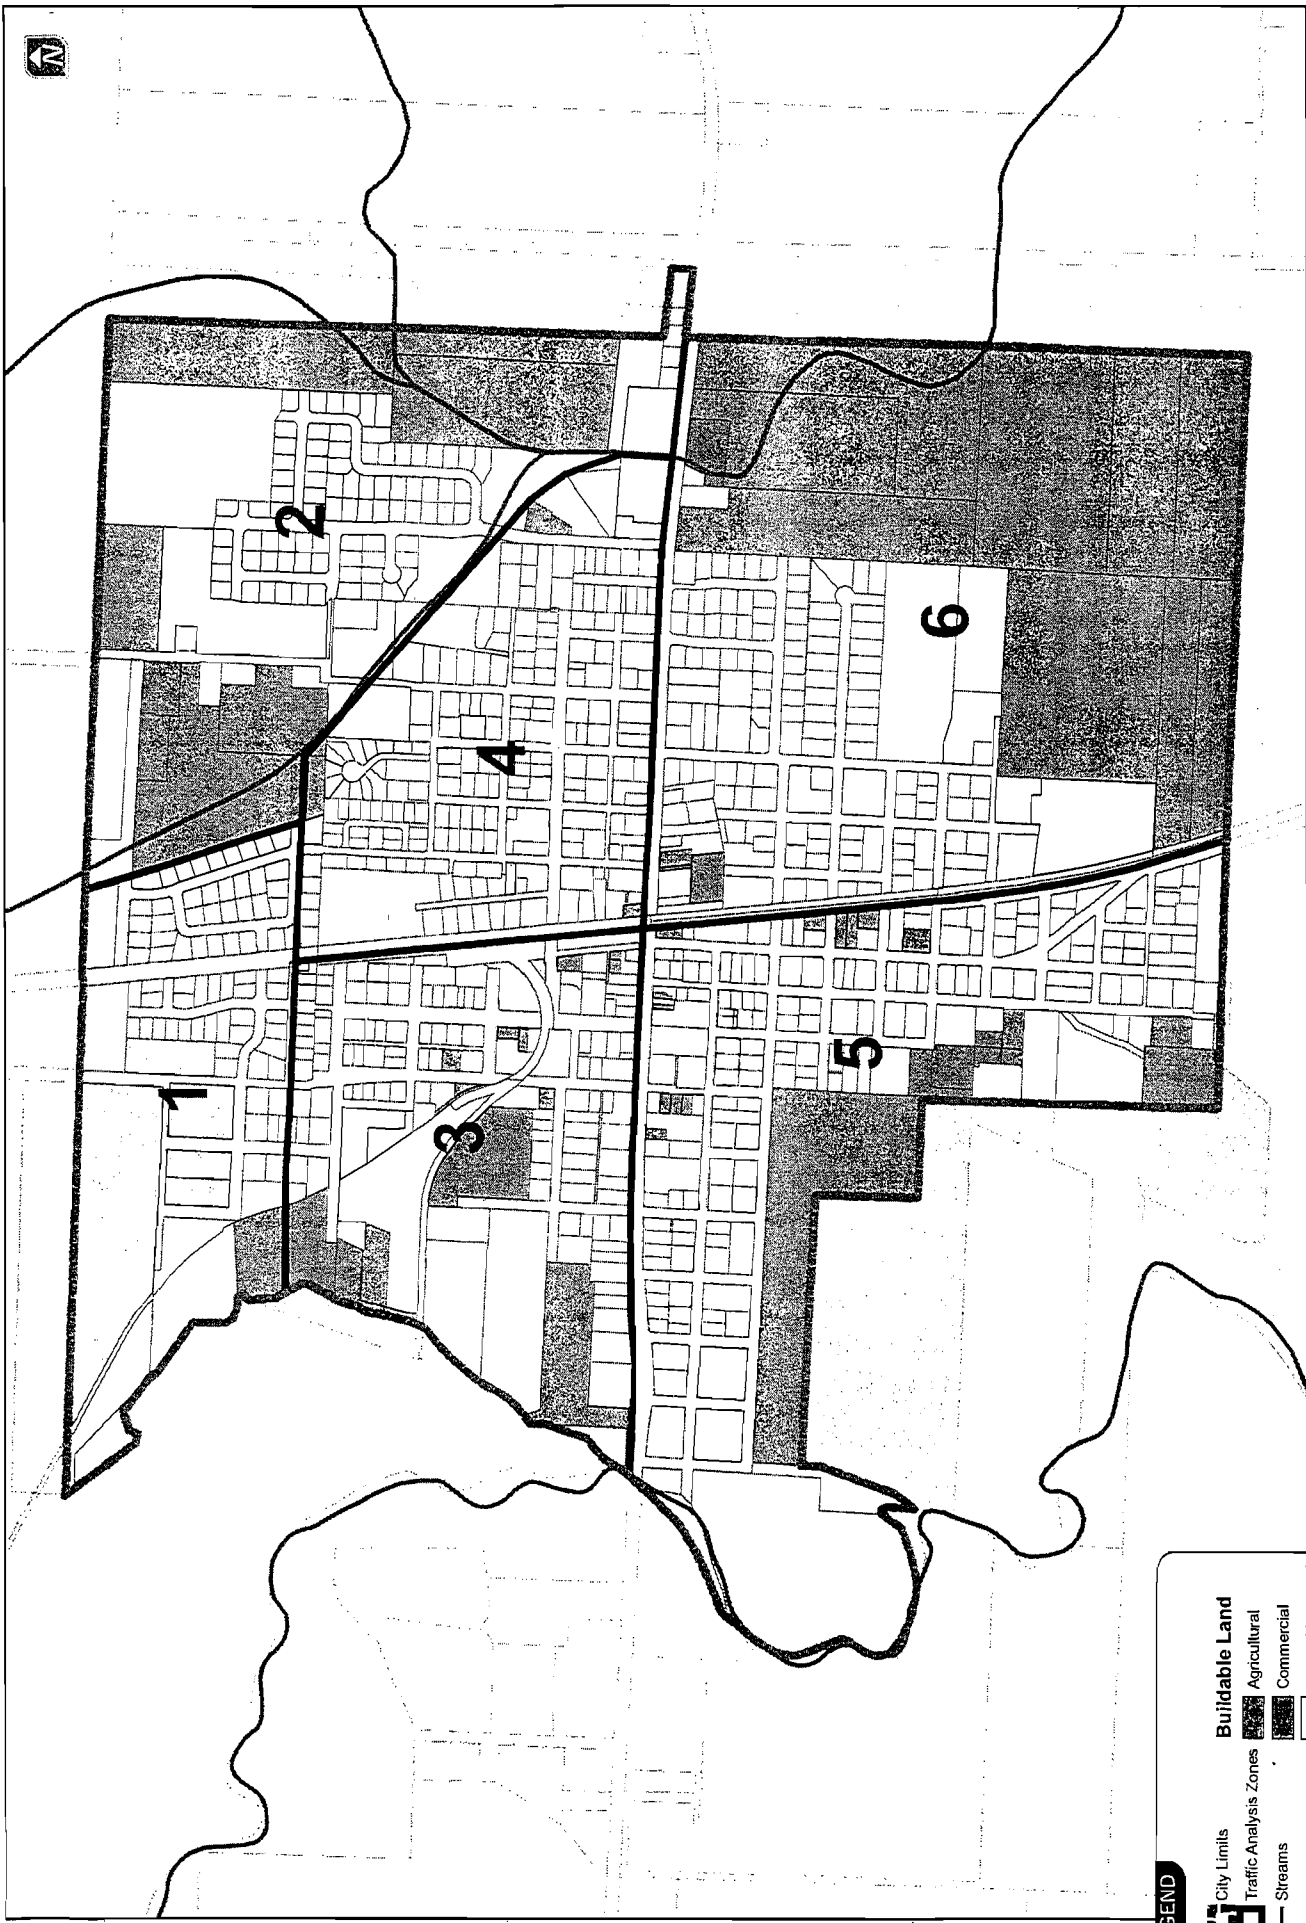 N
1
2
3
4
5
6
GEND
City Limits
Traffic Analysis Zones
Streams
Buildable Land
Agricultural
Commercial